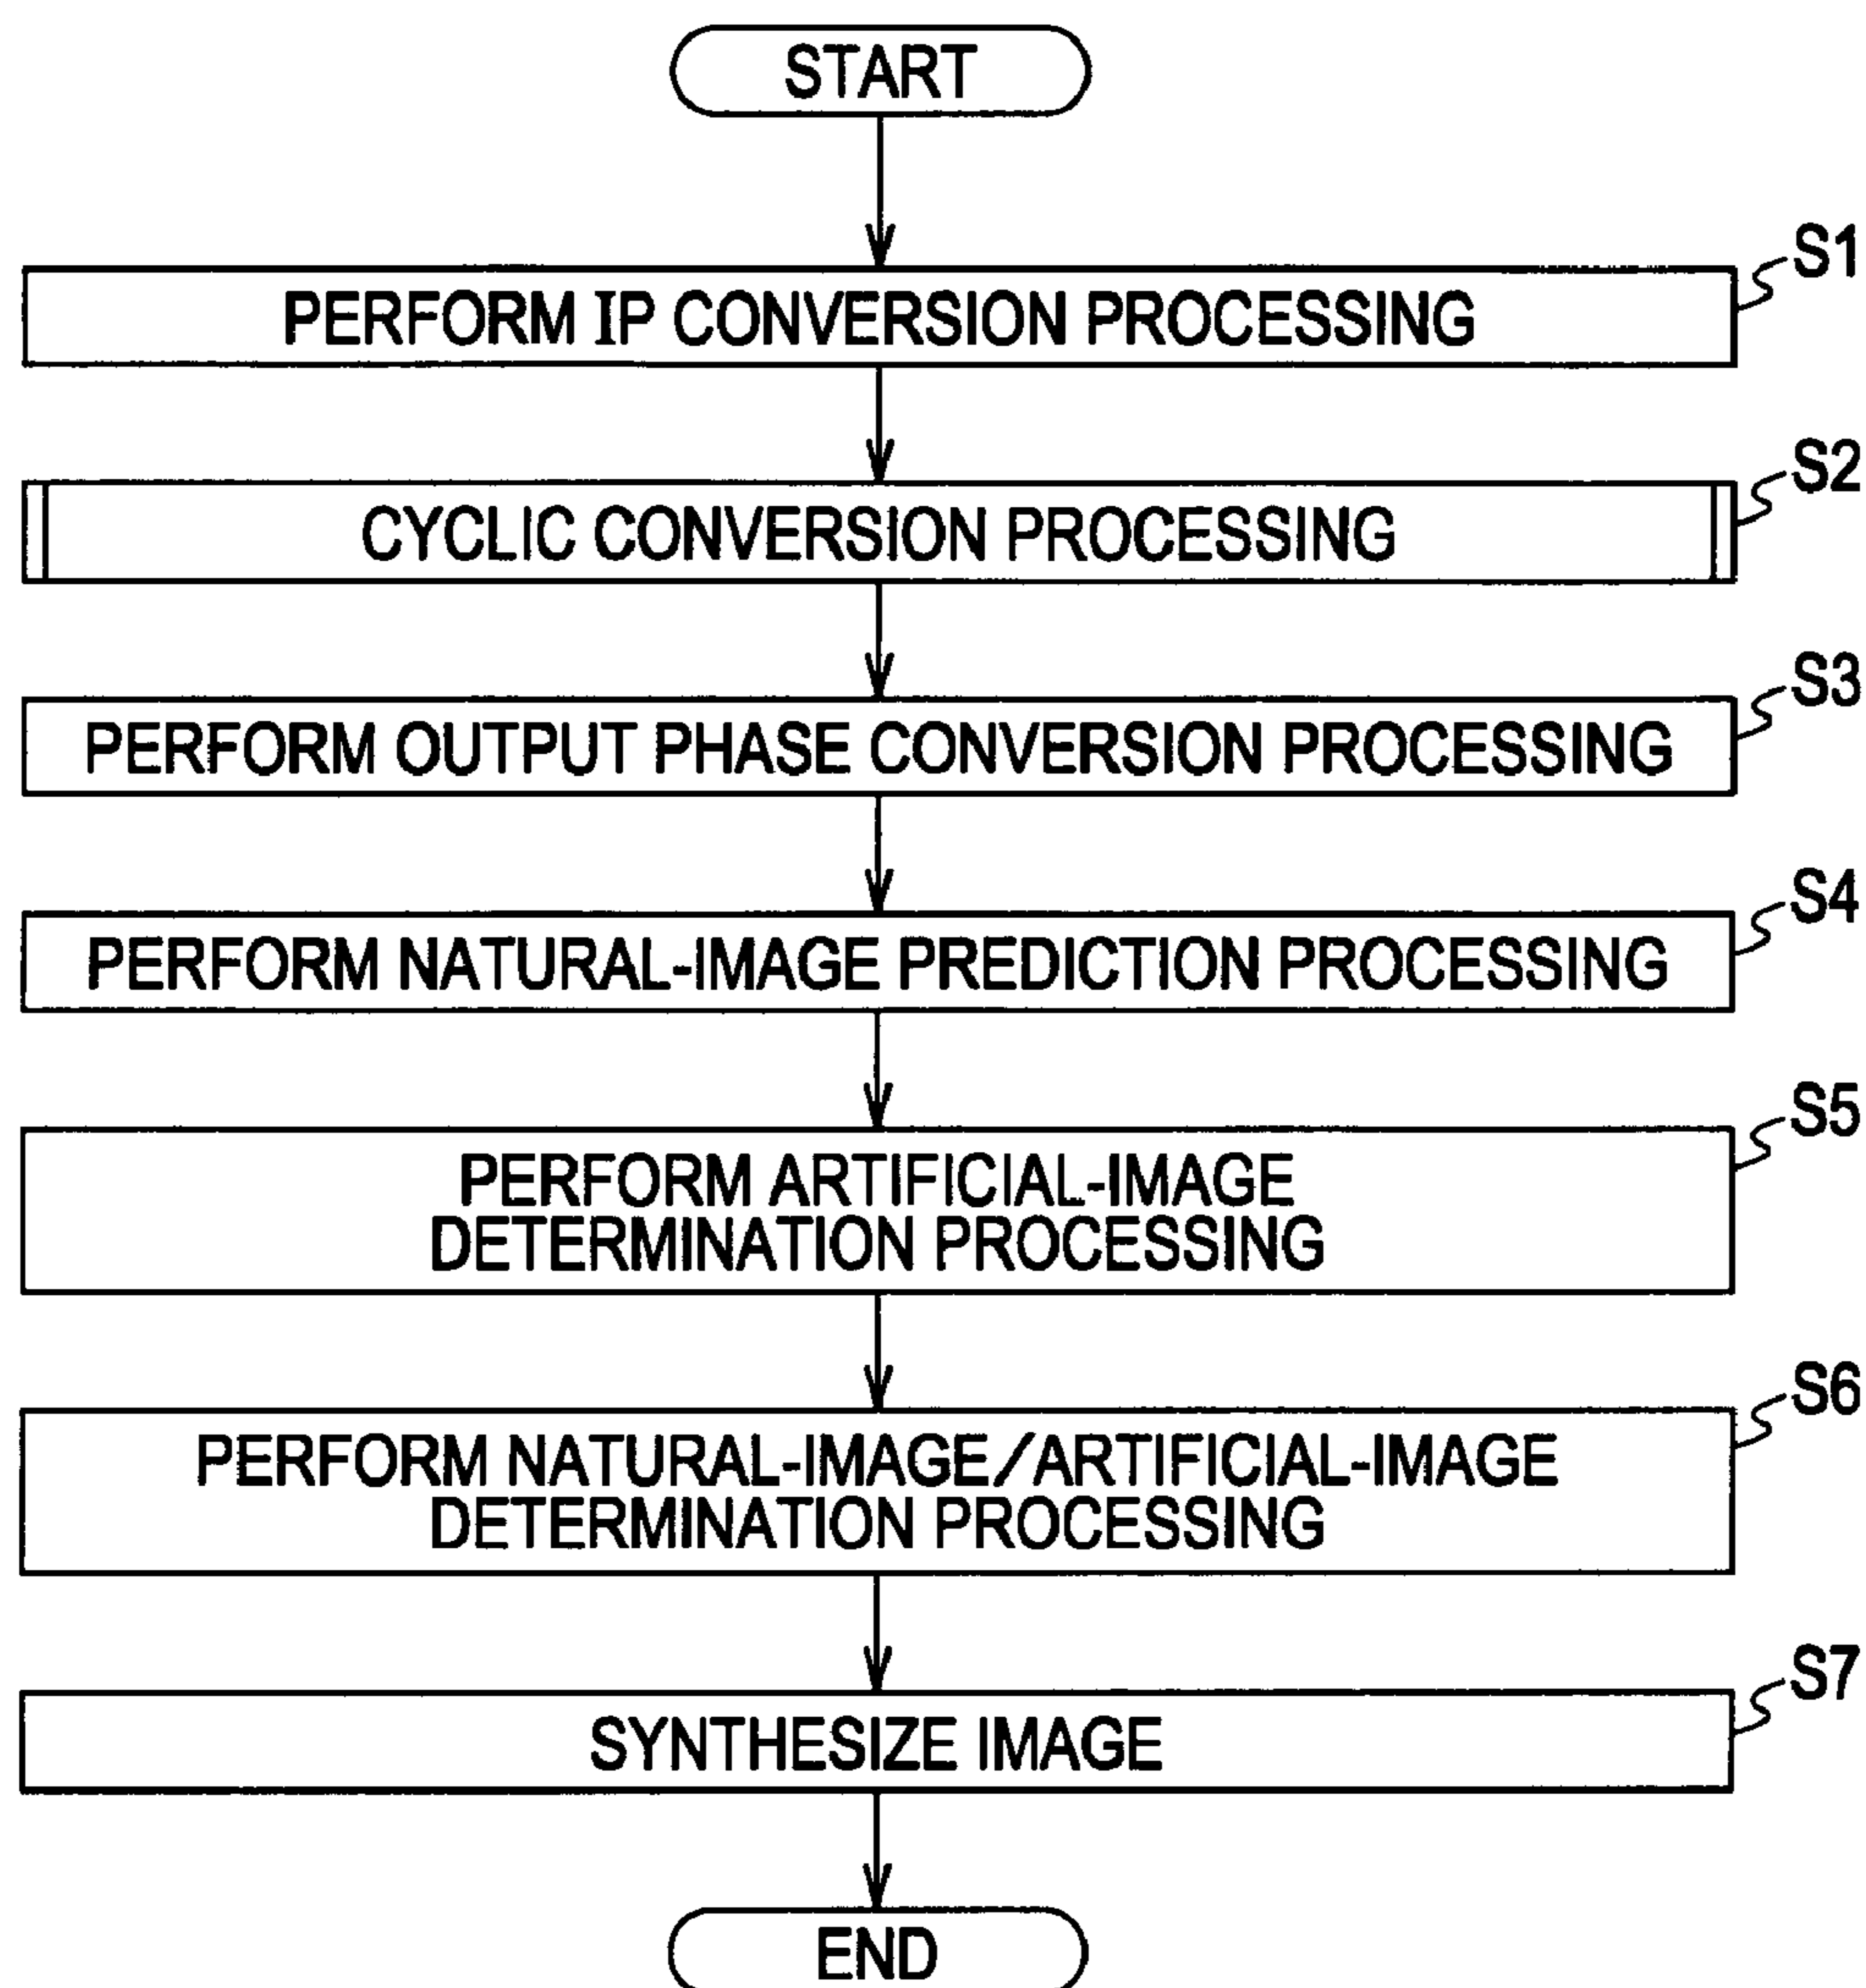 START
S1
PERFORM IP CONVERSION PROCESSING
S2
CYCLIC CONVERSION PROCESSING
S3
PERFORM OUTPUT PHASE CONVERSION PROCESSING
S4
PERFORM NATURAL-IMAGE PREDICTION PROCESSING
S5
PERFORM ARTIFICIAL-IMAGE
DETERMINATION PROCESSING
S6
PERFORM NATURAL-IMAGE/ARTIFICIAL-IMAGE
DETERMINATION PROCESSING
S7
SYNTHESIZE IMAGE
END